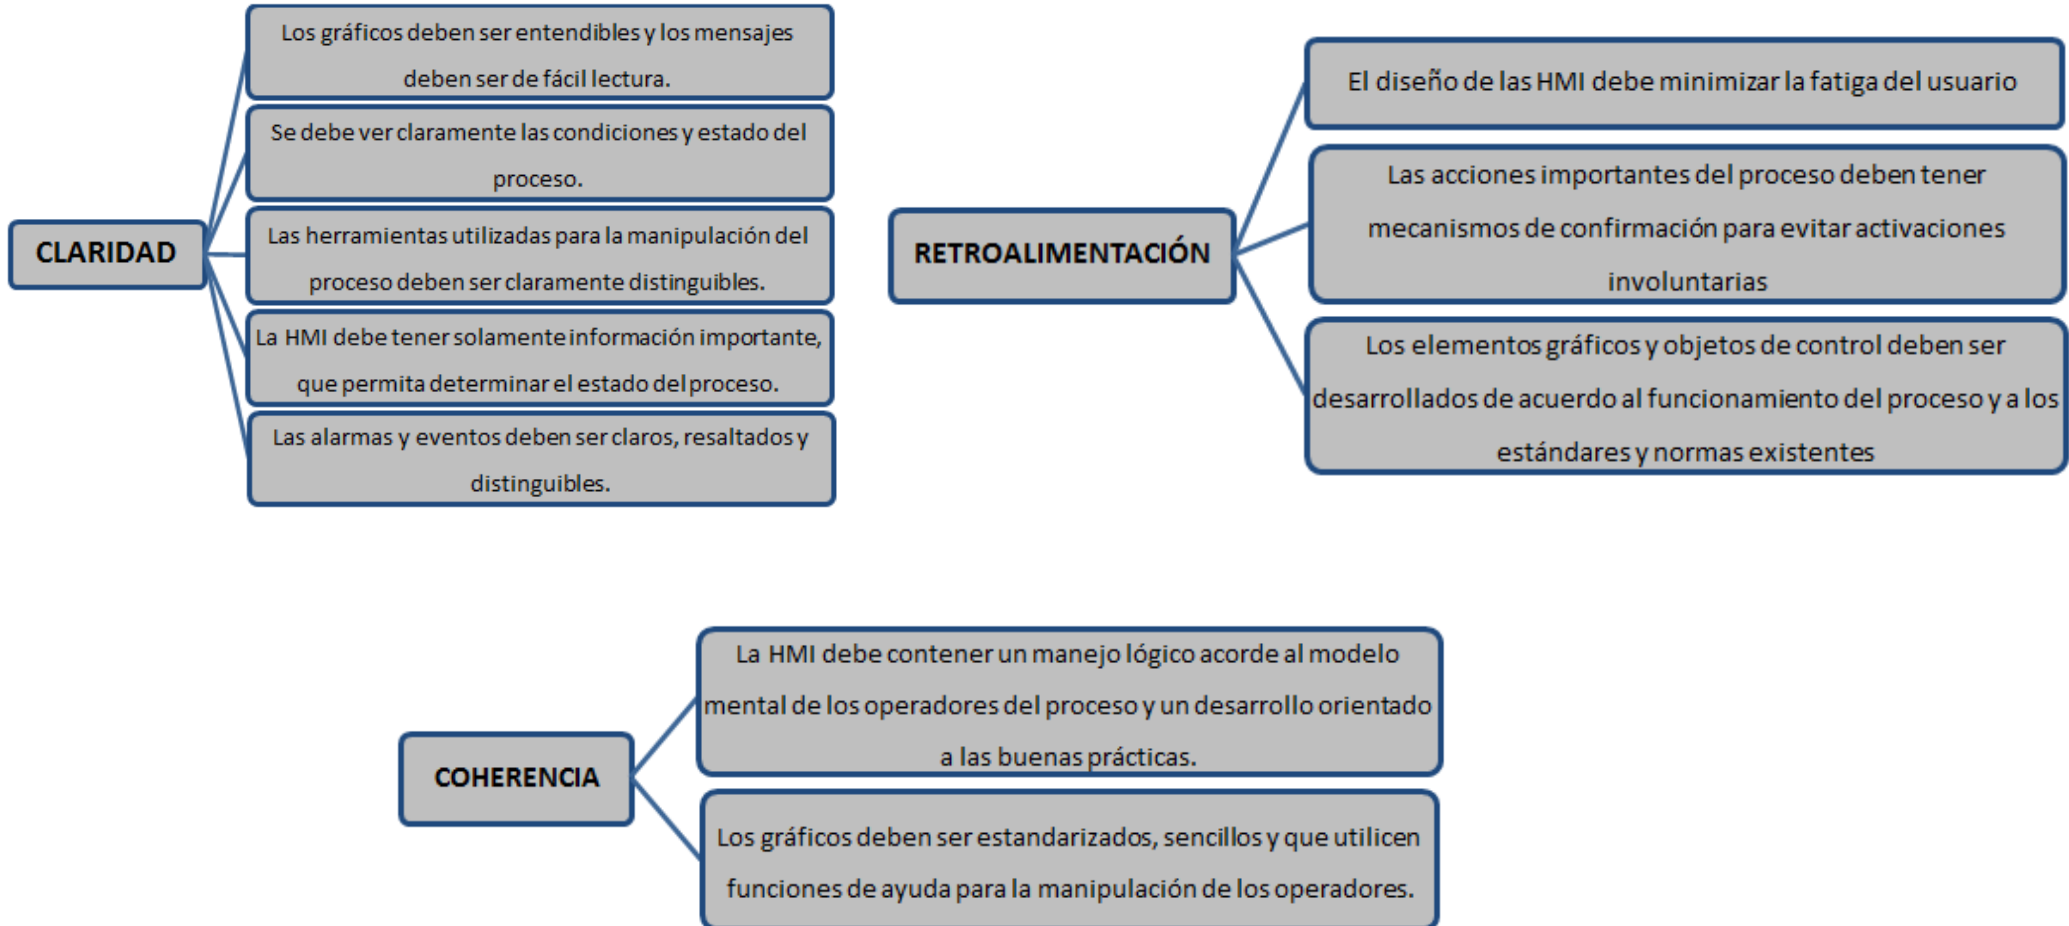 CLARIDAD
Los gráficos deben ser entendibles y los mensajes
deben ser de fácil lectura.
Se debe ver claramente las condiciones y estado del
proceso.
Las herramientas utilizadas para la manipulación del
proceso deben ser claramente distinguibles.
La HMI debe tener solamente información importante,
que permita determinar el estado del proceso.
Las alarmas y eventos deben ser claros, resaltados y
distinguibles.
RETROALIMENTACIÓN
El diseño de las HMI debe minimizar la fatiga del usuario
Las acciones importantes del proceso deben tener
mecanismos de confirmación para evitar activaciones
involuntarias
Los elementos gráficos y objetos de control deben ser
desarrollados de acuerdo al funcionamiento del proceso y a los
estándares y normas existentes
COHERENCIA
La HMI debe contener un manejo lógico acorde al modelo
mental de los operadores del proceso y un desarrollo orientado
a las buenas prácticas.
Los gráficos deben ser estandarizados, sencillos y que utilicen
funciones de ayuda para la manipulación de los operadores.